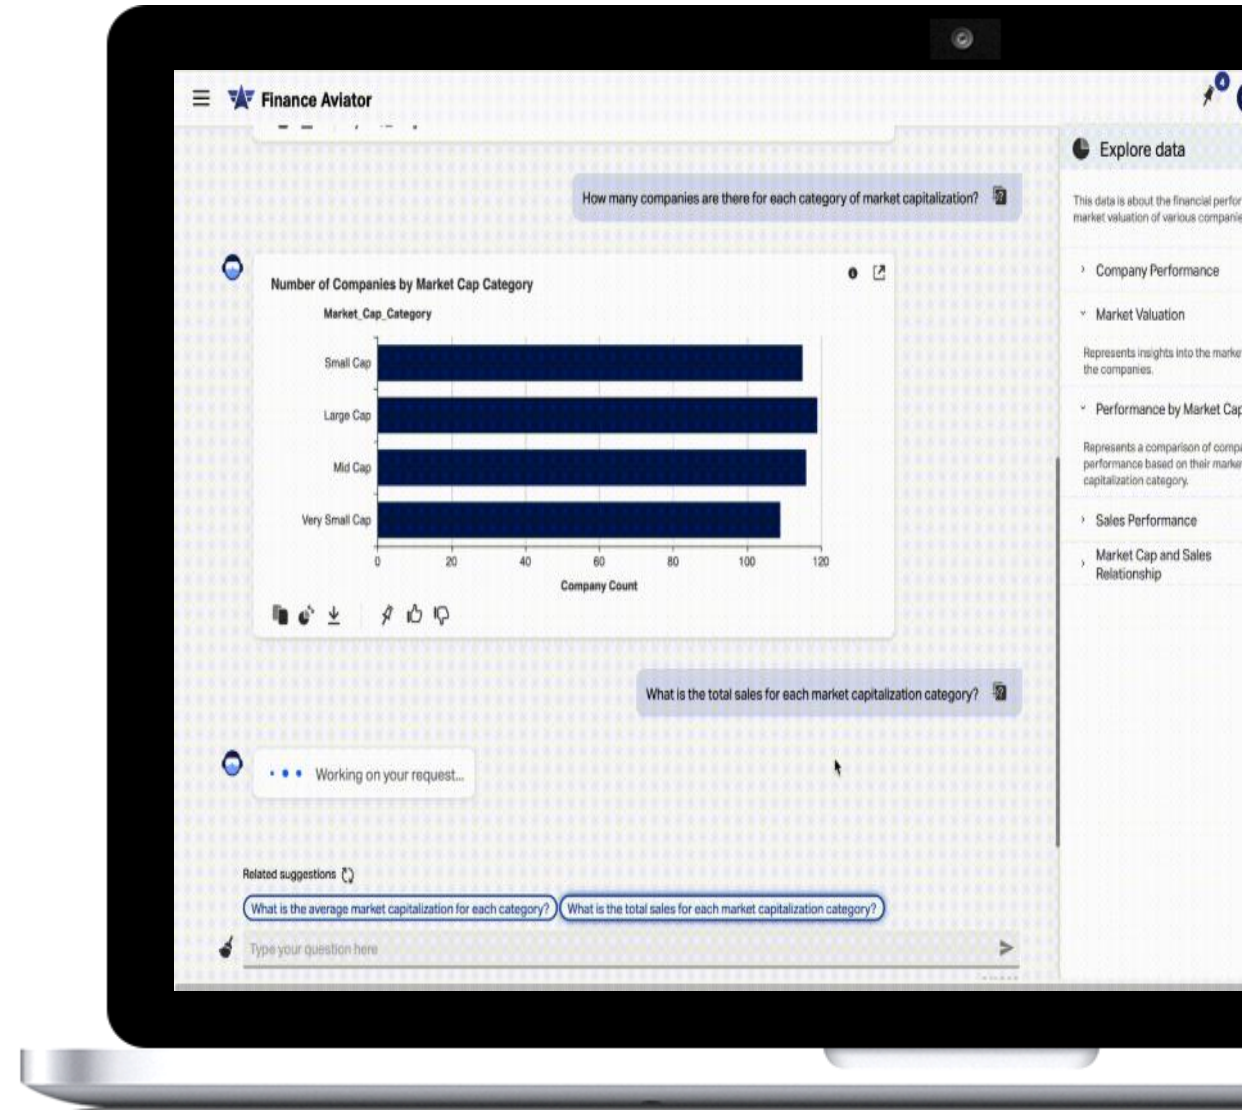 Finance Aviator
4
How many companies are there for each category of market capitalization?
Number of Companies by Market Cap Category
Market_Cap_Category
Small Cap
Large Cap
Mid Cap
Very Small Cap
0 20 40 60 80 100 120
Company Count
What is the total sales for each market capitalization category?
Working on your request...
Related suggestions
What is the average market capitalization for each category? What is the total sales for each market capitalization category?
Type your question here
Explore data
This data is about the financial
market valuation of various
Company Performance
Market Valuation
Represents insights into the
the companies.
Performance by Market Cap
Represents a comparison of
performance based on their
capitalization category.
Sales Performance
Market Cap and Sales
Relationship